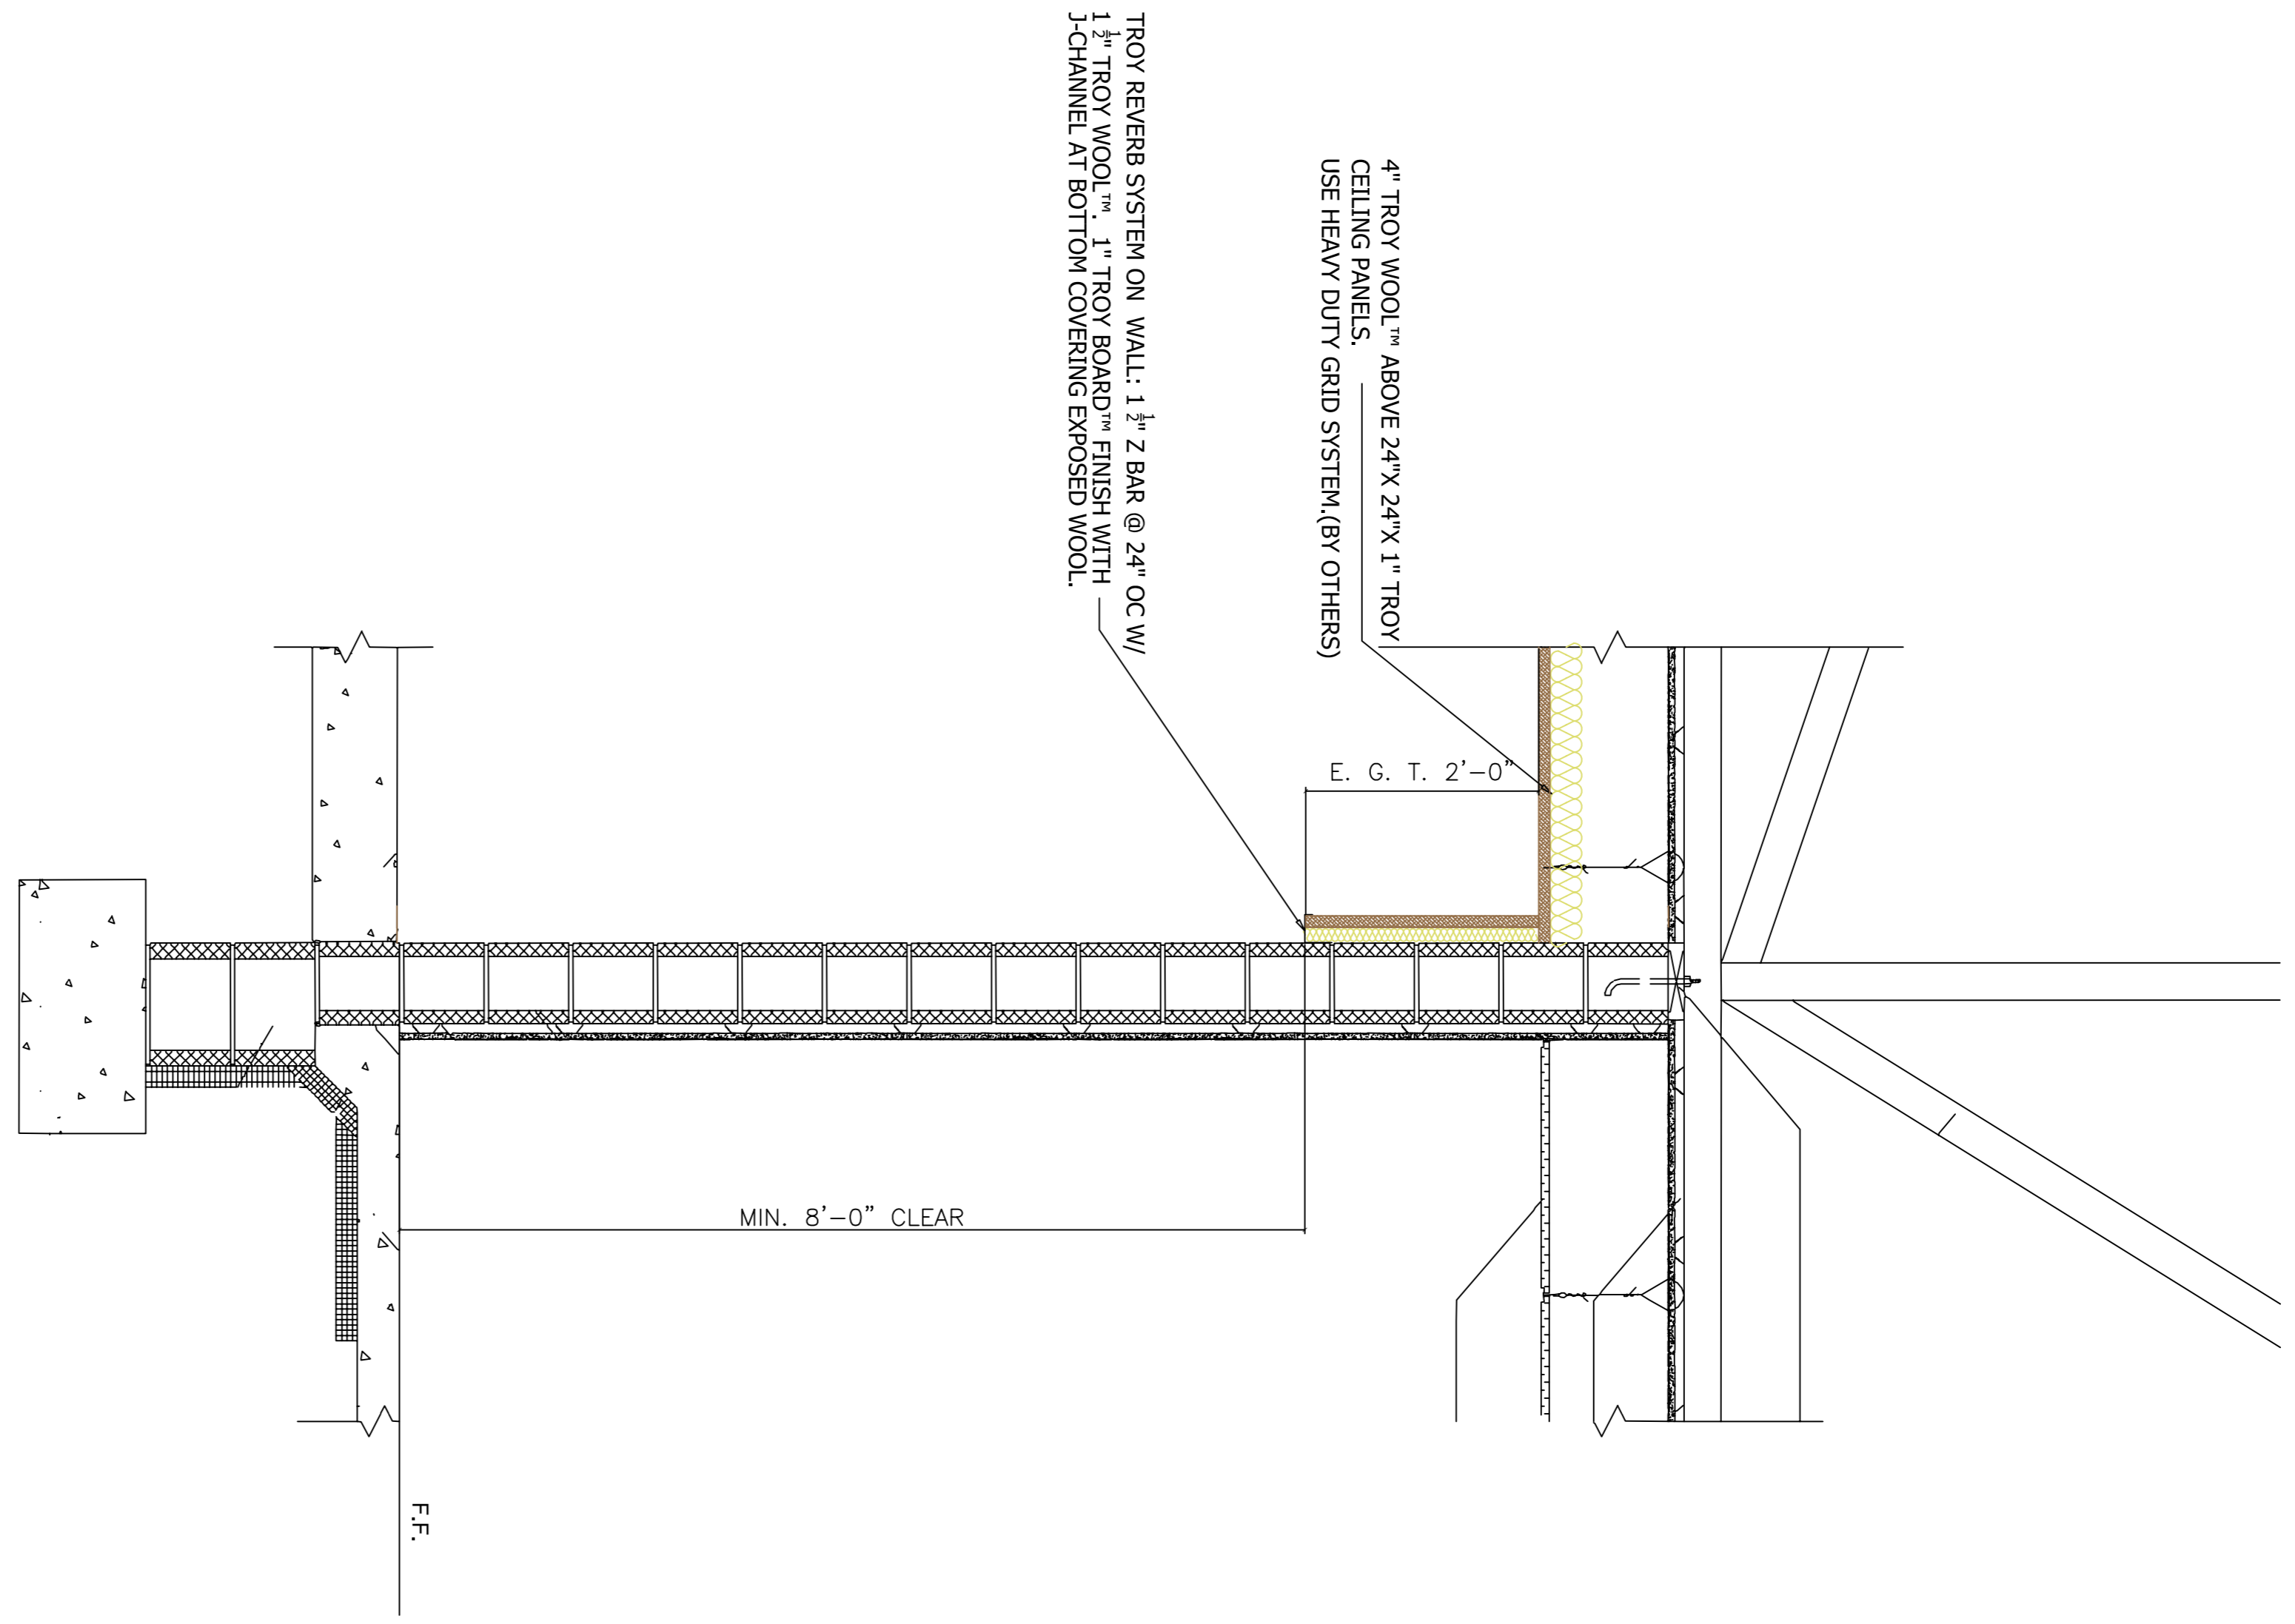 4" TROY WOOL™ ABOVE 24"X 24"X 1" TROY
CEILING PANELS.
USE HEAVY DUTY GRID SYSTEM.(BY OTHERS)
TROY REVERB SYSTEM ON WALL: 1 ½" Z BAR @ 24" OC W/
1 ½" TROY WOOL™. 1" TROY BOARD™ FINISH WITH
J-CHANNEL AT BOTTOM COVERING EXPOSED WOOL.
E. G. T. 2'-0"
MIN. 8'-0" CLEAR
F.F.